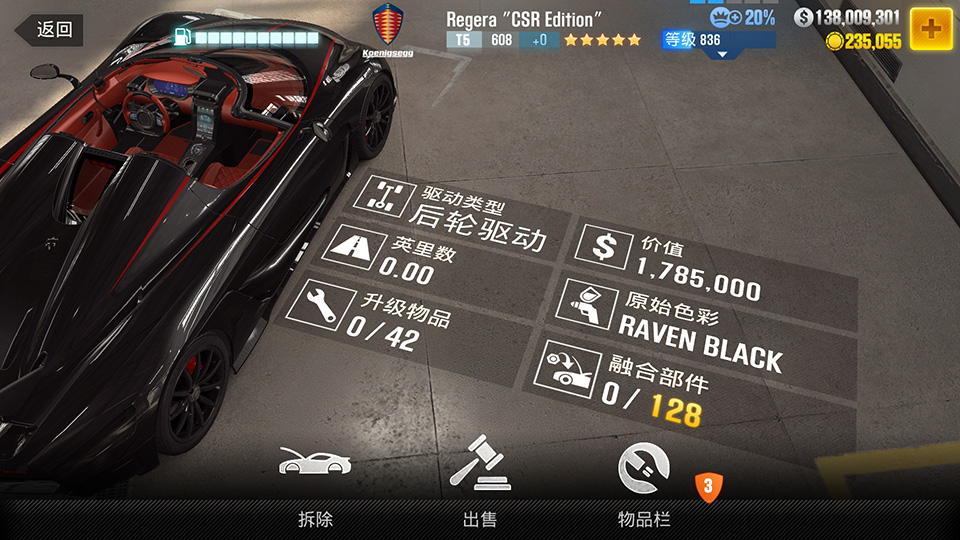 返回
Koenigsegg
Regera "CSR Edition"
T5 608 +0
20%
等级 836
$ 138,009,301
235,055
驱动类型
后轮驱动
英里数
0.00
升级物品
0/42
$ 价值
1,785,000
原始色彩
RAVEN BLACK
融合部件
0/128
3
拆除
出售
物品栏